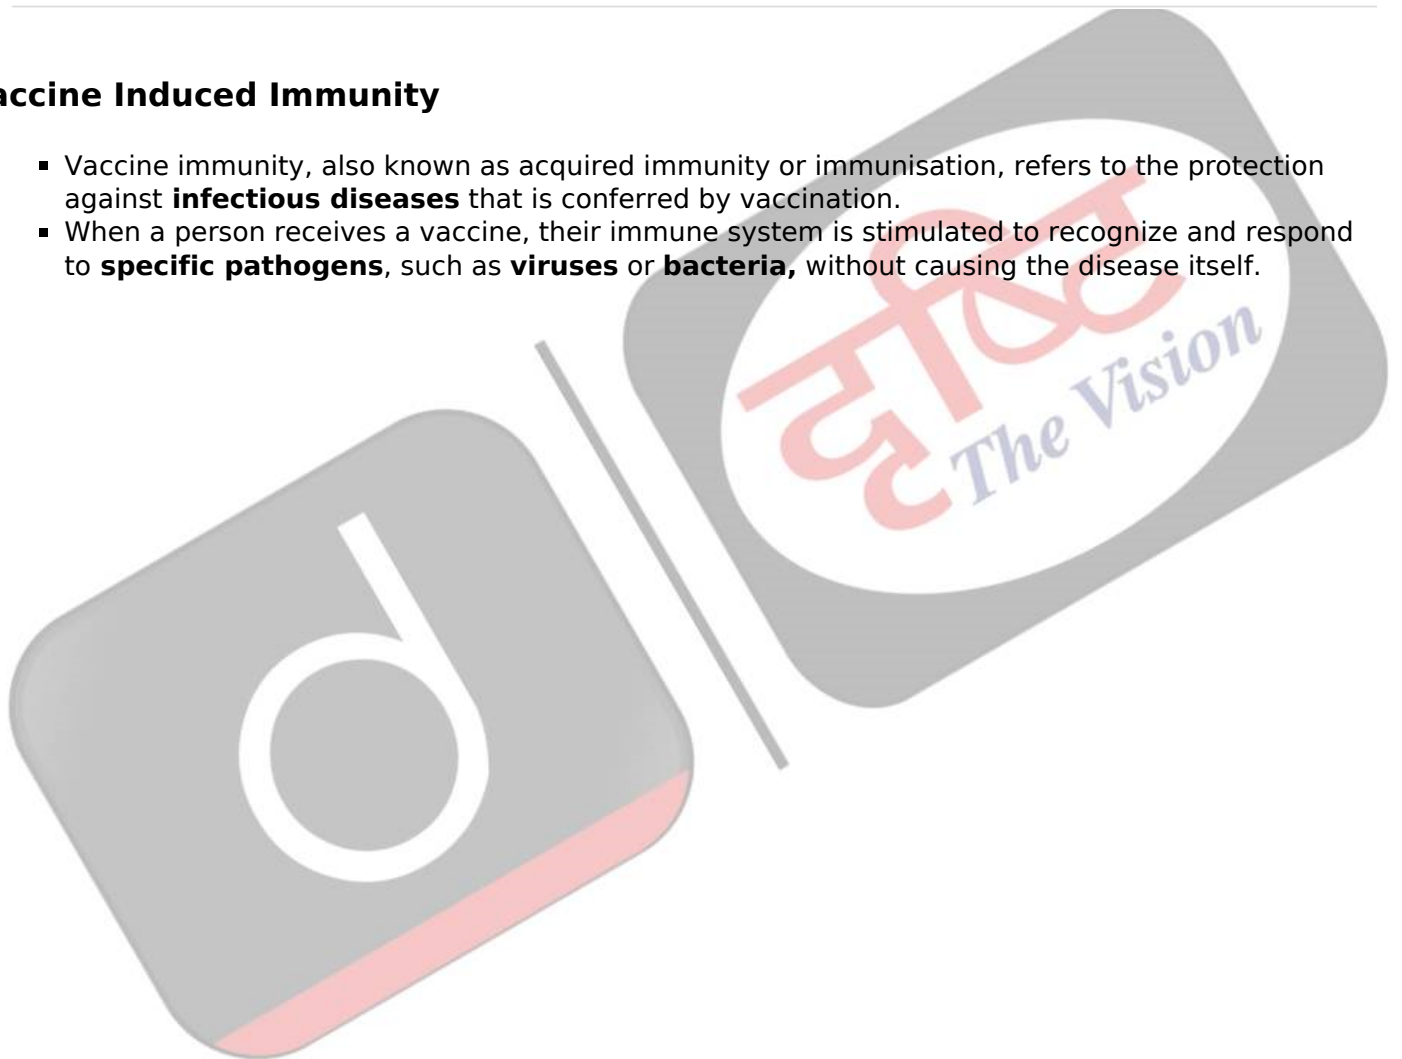 accine Induced Immunity
▪ Vaccine immunity, also known as acquired immunity or immunisation, refers to the protection
against infectious diseases that is conferred by vaccination.
▪ When a person receives a vaccine, their immune system is stimulated to recognize and respond
to specific pathogens, such as viruses or bacteria, without causing the disease itself.
दृष्टि
The Vision
d